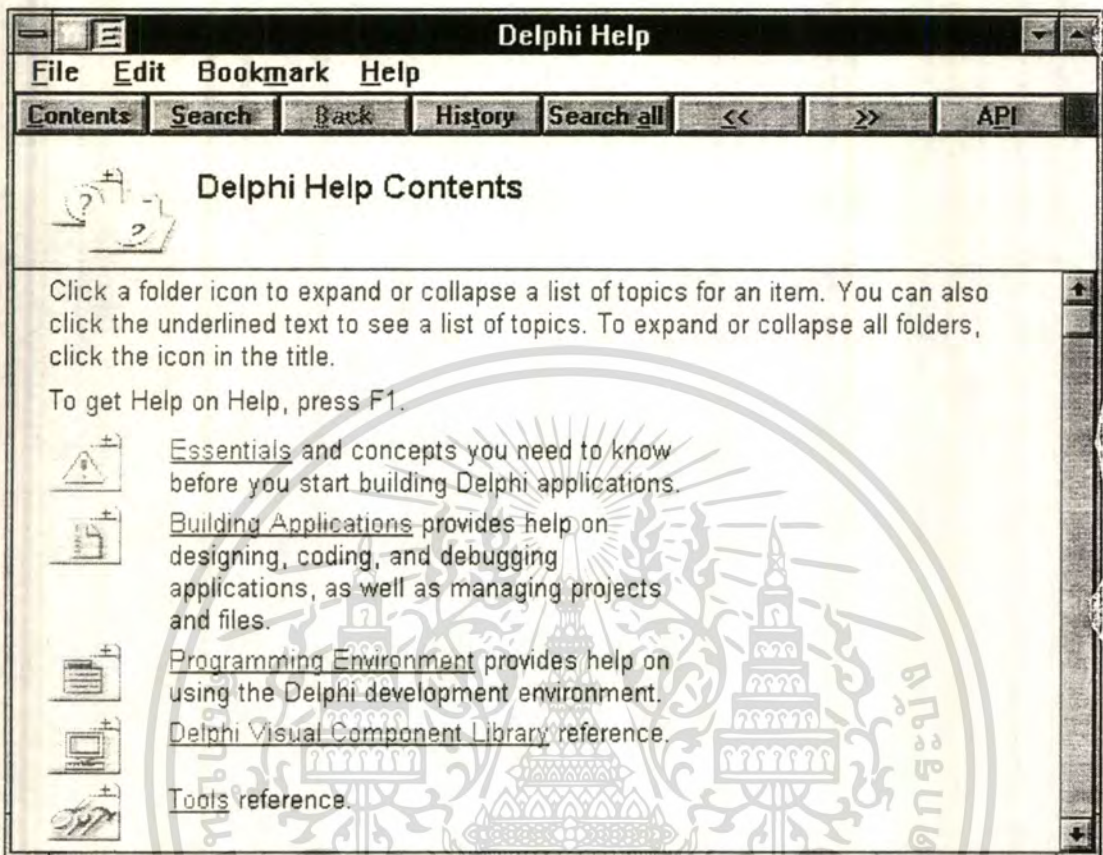 Delphi Help
File Edit Bookmark Help
Contents Search Back History Search all << >> API
Delphi Help Contents
Click a folder icon to expand or collapse a list of topics for an item. You can also
click the underlined text to see a list of topics. To expand or collapse all folders,
click the icon in the title.
To get Help on Help, press F1.
Essentials and concepts you need to know
before you start building Delphi applications.
Building Applications provides help on
designing, coding, and debugging
applications, as well as managing projects
and files.
Programming Environment provides help on
using the Delphi development environment.
Delphi Visual Component Library reference.
Tools reference.